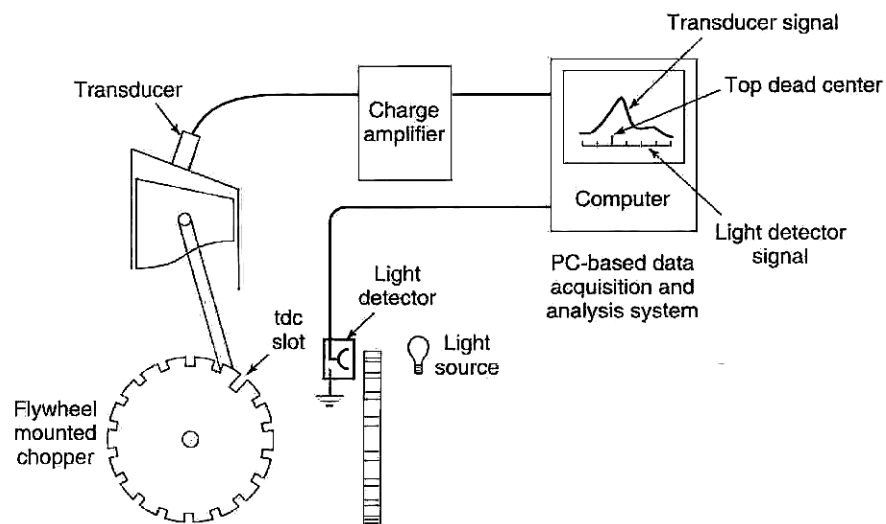 Transducer signal
Top dead center
Transducer
Charge
amplifier
Computer
Light detector
signal
PC-based data
acquisition and
analysis system
Light
detector
tdc
slot
Light
source
Flywheel
mounted
chopper